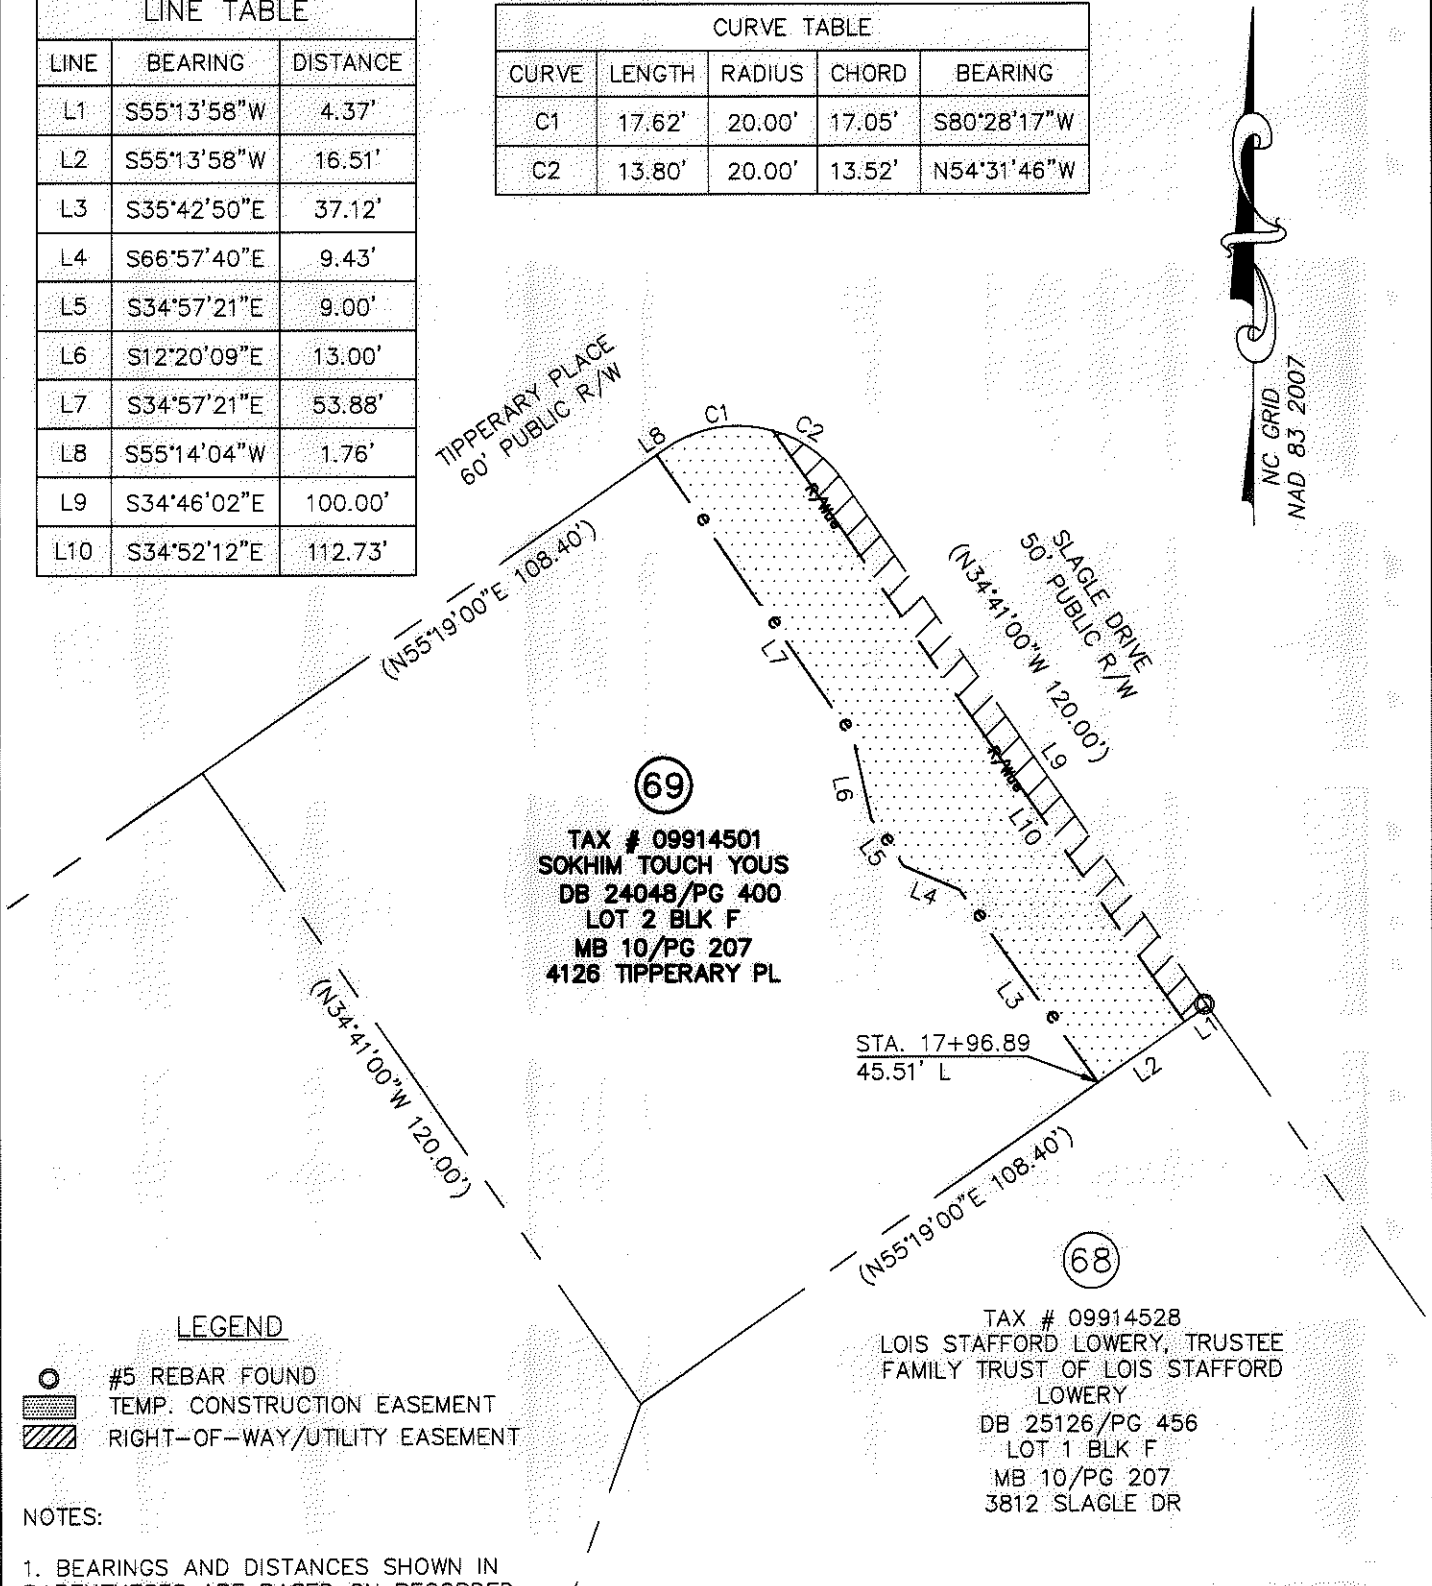 LINE TABLE
LINE BEARING DISTANCE
L1 S55°13'58"W 4.37'
L2 S55°13'58"W 16.51'
L3 S35°42'50"E 37.12'
L4 S66°57'40"E 9.43'
L5 S34°57'21"E 9.00'
L6 S12°20'09"E 13.00'
L7 S34°57'21"E 53.88'
L8 S55°14'04"W 1.76'
L9 S34°46'02"E 100.00'
L10 S34°52'12"E 112.73'
CURVE TABLE
CURVE LENGTH RADIUS CHORD BEARING
C1 17.62' 20.00' 17.05' S80°28'17"W
C2 13.80' 20.00' 13.52' N54°31'46"W
NC GRID
NAD 83 2007
TIPPERARY PLACE
60' PUBLIC R/W
L8
C1
C2
R/Wue
e
e
e
e
e
e
L7
L6
L5
L4
L3
(N55°19'00"E 108.40')
SLAGLE DRIVE
50' PUBLIC R/W
(N34°41'00"W 120.00')
L9
R/Wue
L10
L1
L2
69
TAX # 09914501
SOKHIM TOUCH YOUS
DB 24048/PG 400
LOT 2 BLK F
MB 10/PG 207
4126 TIPPERARY PL
STA. 17+96.89
45.51' L
(N34°41'00"W 120.00')
(N55°19'00"E 108.40')
68
TAX # 09914528
LOIS STAFFORD LOWERY, TRUSTEE
FAMILY TRUST OF LOIS STAFFORD
LOWERY
DB 25126/PG 456
LOT 1 BLK F
MB 10/PG 207
3812 SLAGLE DR
LEGEND
#5 REBAR FOUND
TEMP. CONSTRUCTION EASEMENT
RIGHT-OF-WAY/UTILITY EASEMENT
NOTES:
1. BEARINGS AND DISTANCES SHOWN IN